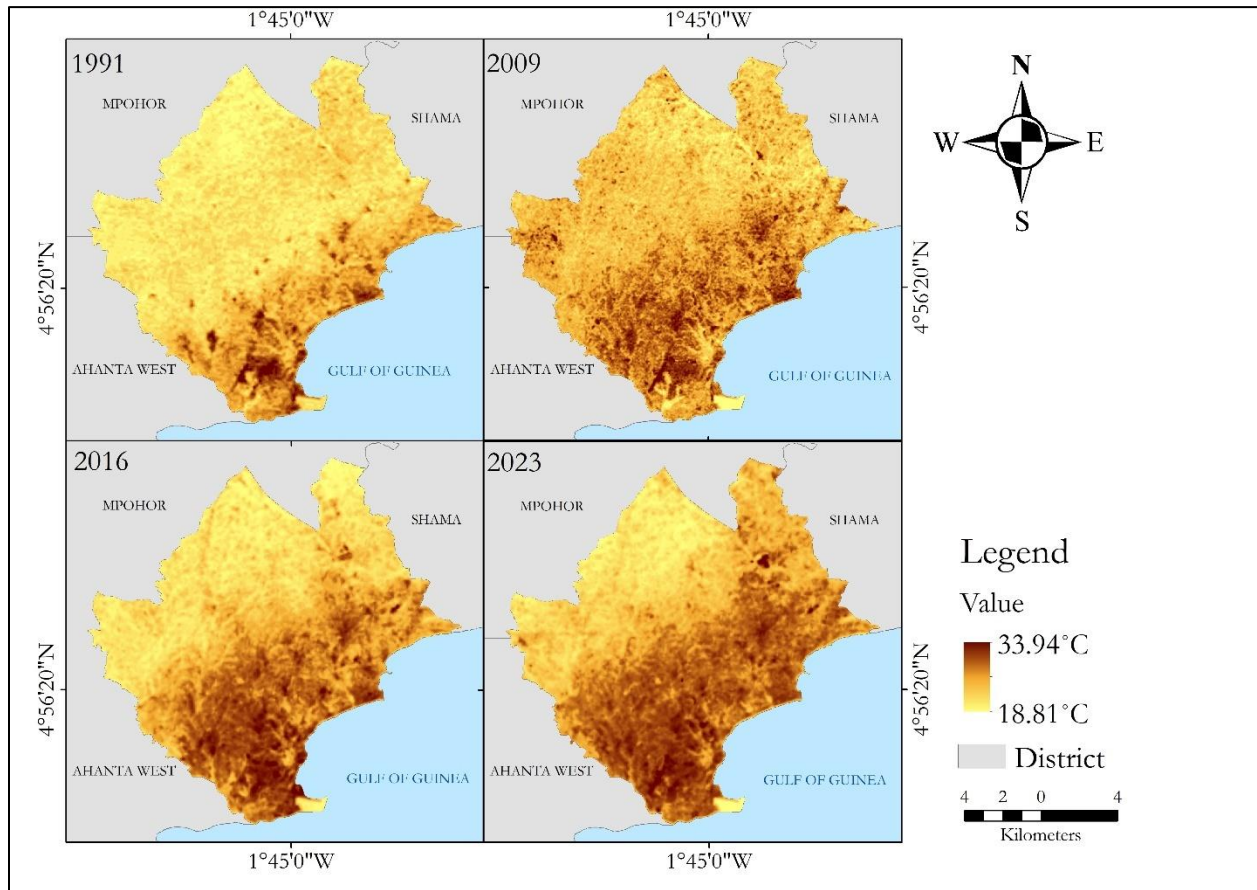 1°45'0"W
1°45'0"W
1991
MPOHOR
SHAMA
AHANTA WEST
GULF OF GUINEA
2009
MPOHOR
SHAMA
AHANTA WEST
GULF OF GUINEA
4°56'20"N
4°56'20"N
2016
MPOHOR
SHAMA
AHANTA WEST
GULF OF GUINEA
2023
MPOHOR
SHAMA
AHANTA WEST
GULF OF GUINEA
4°56'20"N
4°56'20"N
1°45'0"W
1°45'0"W
N
W
E
S
Legend
Value
33.94°C
18.81°C
District
4 2 0 4
Kilometers